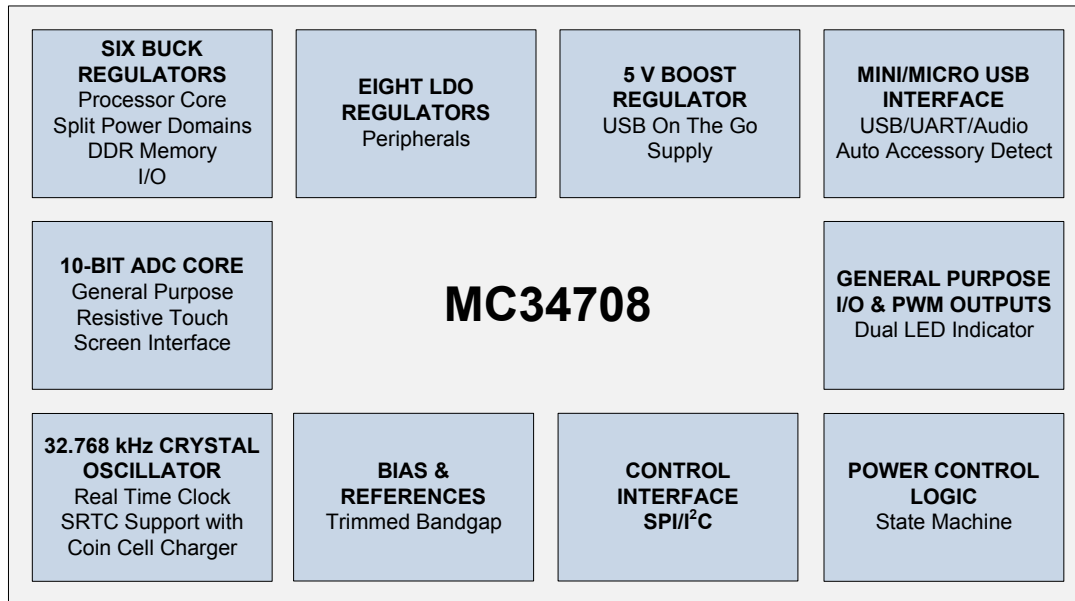 SIX BUCK
REGULATORS
Processor Core
Split Power Domains
DDR Memory
I/O
EIGHT LDO
REGULATORS
Peripherals
5 V BOOST
REGULATOR
USB On The Go
Supply
MINI/MICRO USB
INTERFACE
USB/UART/Audio
Auto Accessory Detect
10-BIT ADC CORE
General Purpose
Resistive Touch
Screen Interface
MC34708
GENERAL PURPOSE
I/O & PWM OUTPUTS
Dual LED Indicator
32.768 kHz CRYSTAL
OSCILLATOR
Real Time Clock
SRTC Support with
Coin Cell Charger
BIAS &
REFERENCES
Trimmed Bandgap
CONTROL
INTERFACE
SPI/I²C
POWER CONTROL
LOGIC
State Machine